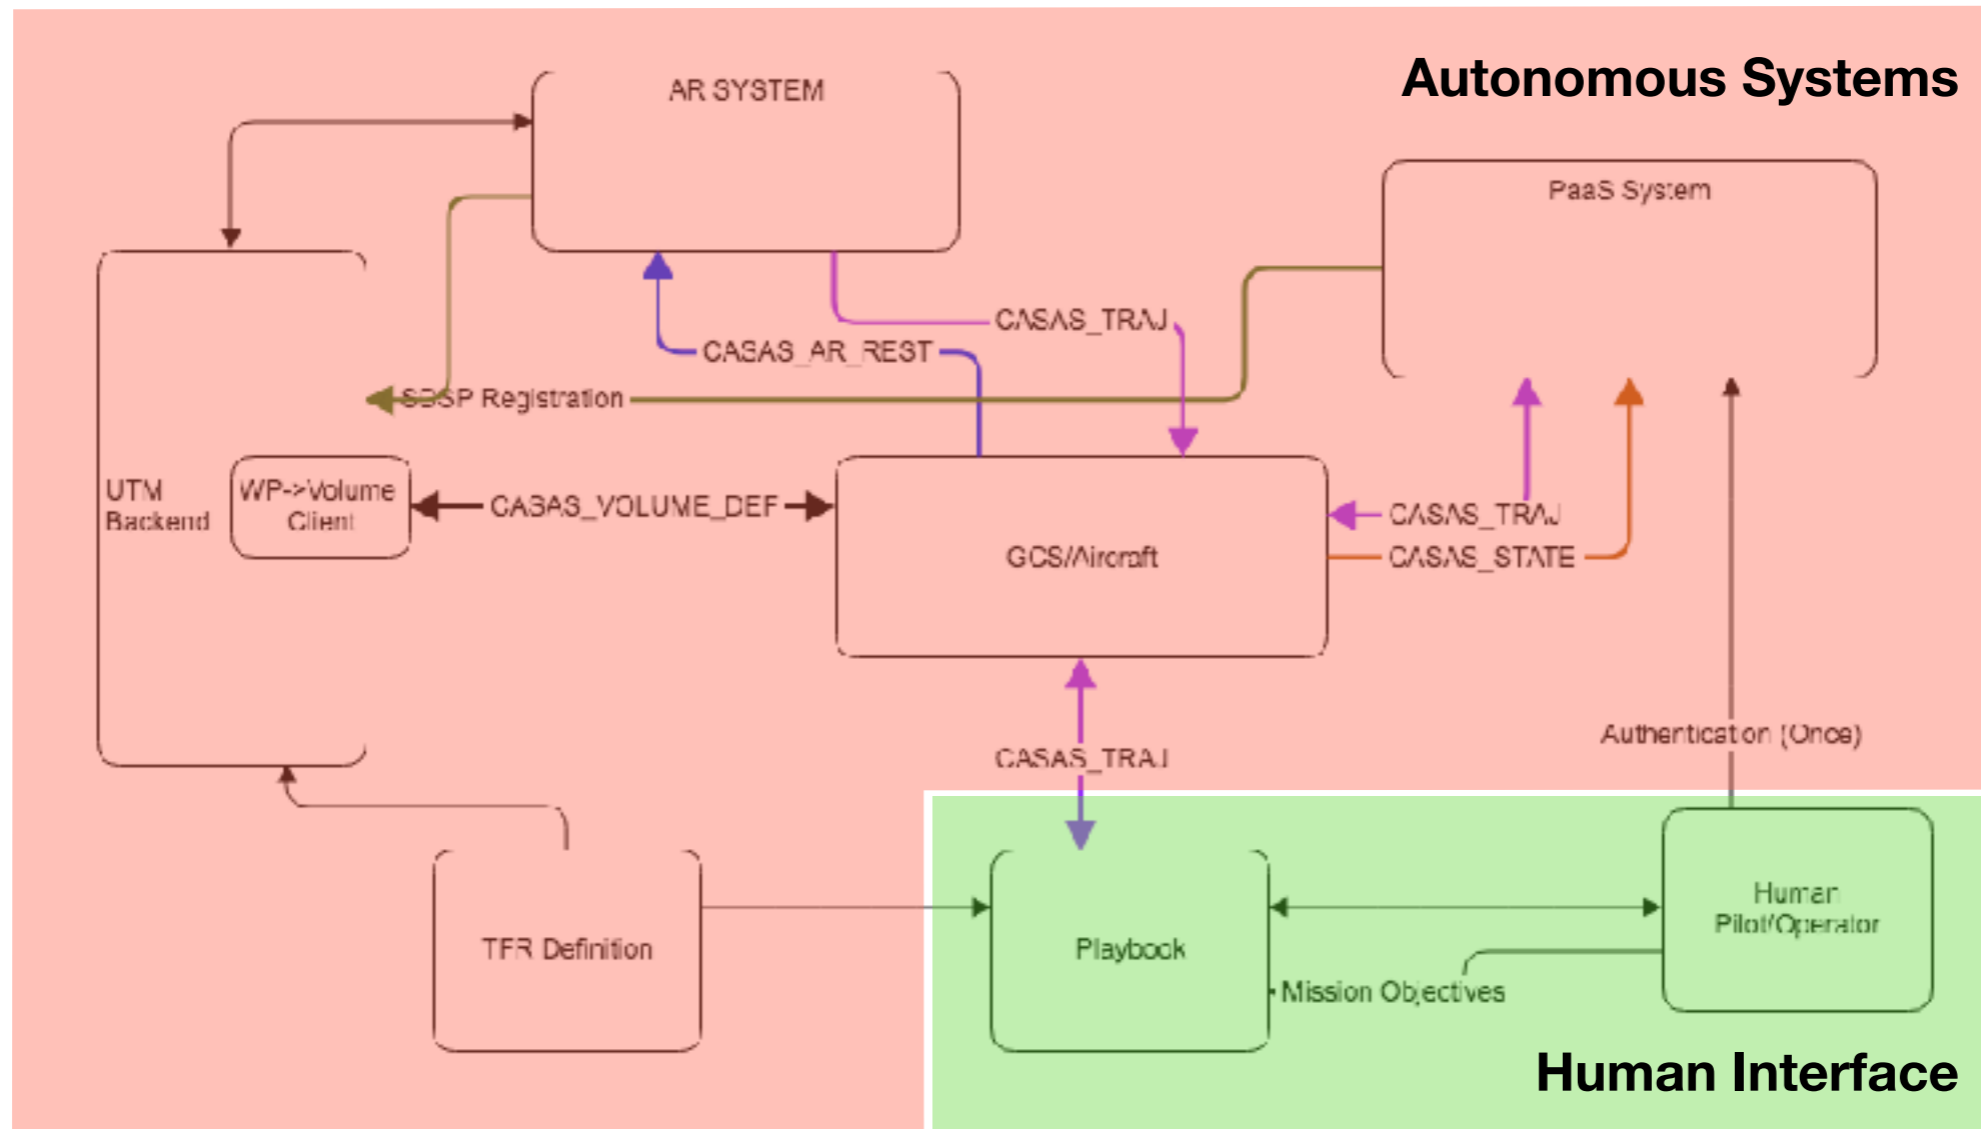 Autonomous Systems
AR SYSTEM
PaaS System
CASAS_TRAJ
CASAS_AR_REST
SDSP Registration
UTM
Backend
WP->Volume
Client
CASAS_VOLUME_DEF
GCS/Aircraft
CASAS_TRAJ
CASAS_STATE
Authentication (Once)
CASAS_TRAJ
TFR Definition
Playbook
Human
Pilot/Operator
Mission Objectives
Human Interface